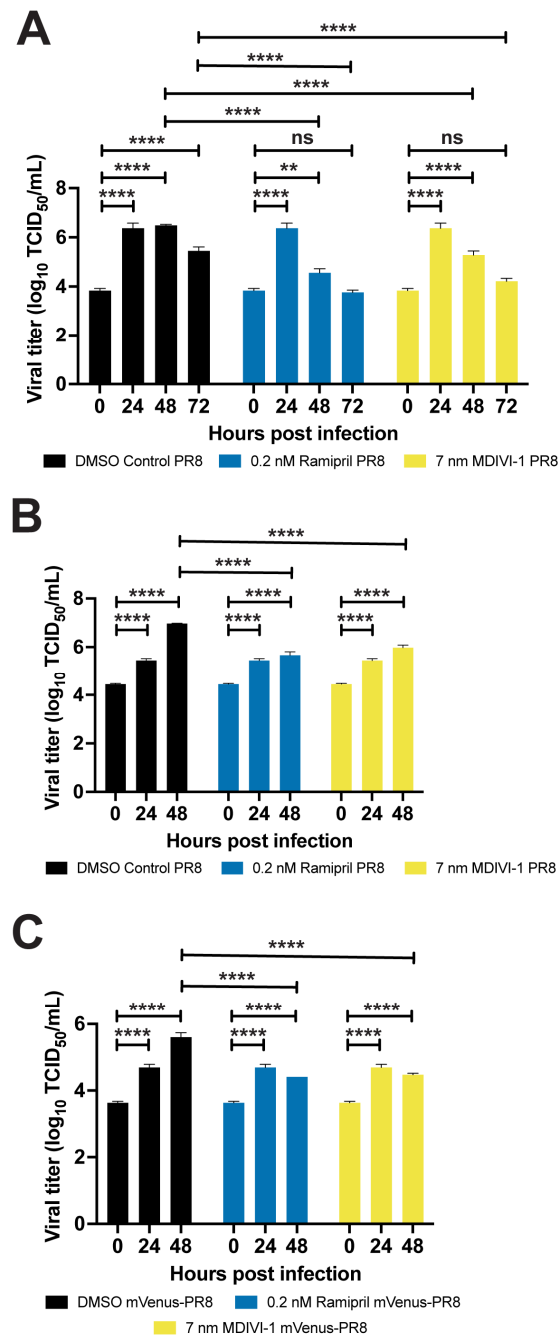 A
****
****
****
****
**** ns ns
**** ** ****
**** **** ****
Viral titer (log10 TCID50/mL)
8
6
4
2
0
0 24 48 72 0 24 48 72 0 24 48 72
Hours post infection
DMSO Control PR8 0.2 nM Ramipril PR8 7 nm MDIVI-1 PR8
B
****
****
**** **** ****
**** **** ****
Viral titer (log10 TCID50/mL)
8
6
4
2
0
0 24 48 0 24 48 0 24 48
Hours post infection
DMSO Control PR8 0.2 nM Ramipril PR8 7 nm MDIVI-1 PR8
C
****
****
**** **** ****
**** **** ****
Viral titer (log10 TCID50/mL)
6
4
2
0
0 24 48 0 24 48 0 24 48
Hours post infection
DMSO mVenus-PR8 0.2 nM Ramipril mVenus-PR8
7 nm MDIVI-1 mVenus-PR8